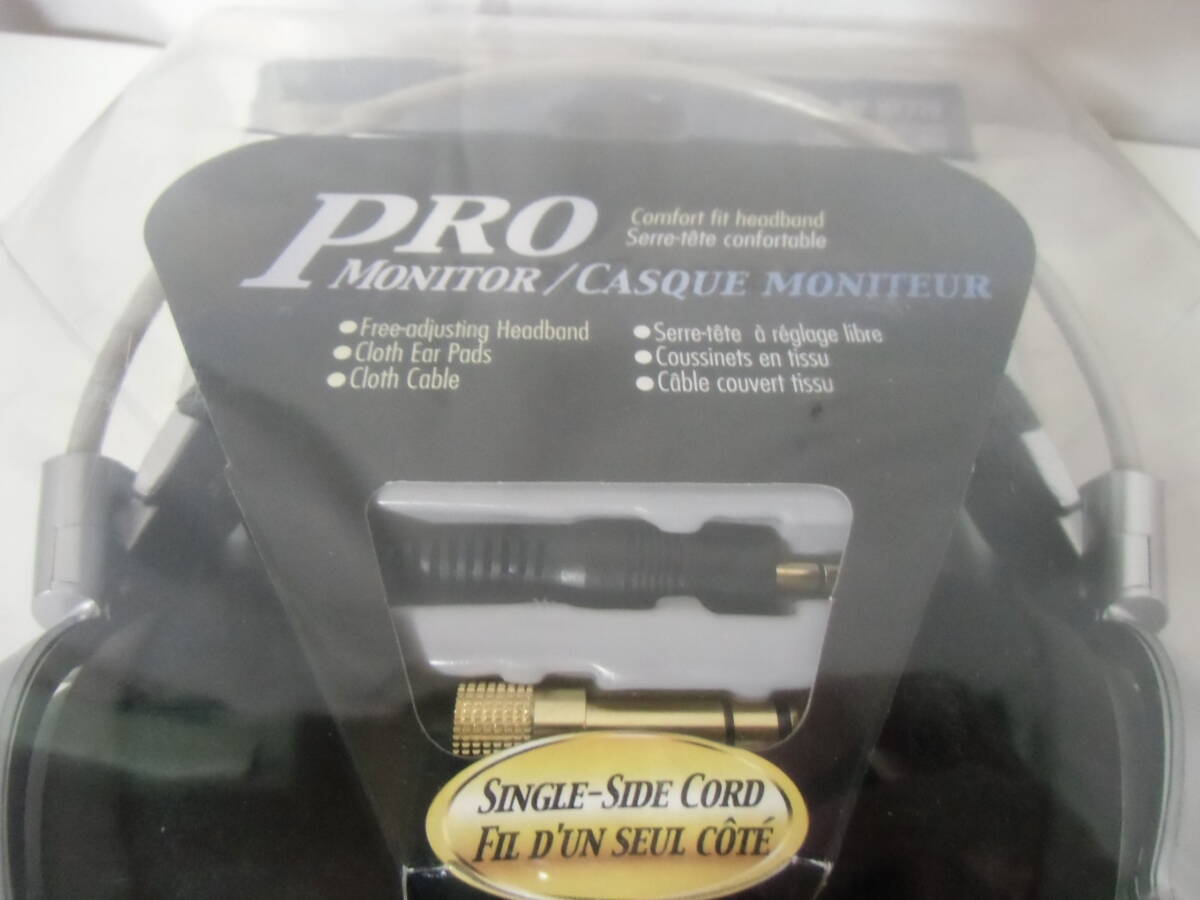 PRO
Comfort fit headband
Serre-tête confortable
MONITOR/CASQUE MONITEUR
●Free-adjusting Headband
●Cloth Ear Pads
●Cloth Cable
●Serre-tête à réglage libre
●Coussinets en tissu
●Câble couvert tissu
SINGLE-SIDE CORD
FIL D'UN SEUL CÔTÉ